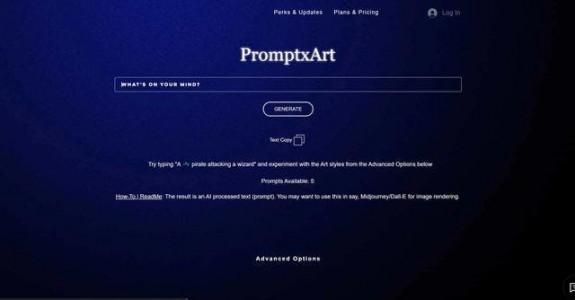 Perks & Updates Plans & Pricing Log In
PromptxArt
WHAT'S ON YOUR MIND?
GENERATE
Text Copy
Try typing "A pirate attacking a wizard" and experiment with the Art styles from the Advanced Options below
Prompts Available:
How-To | ReadMe: The result is an AI processed text (prompt). You may want to use this in say, Midjourney/Dall-E for image rendering.
Advanced Options